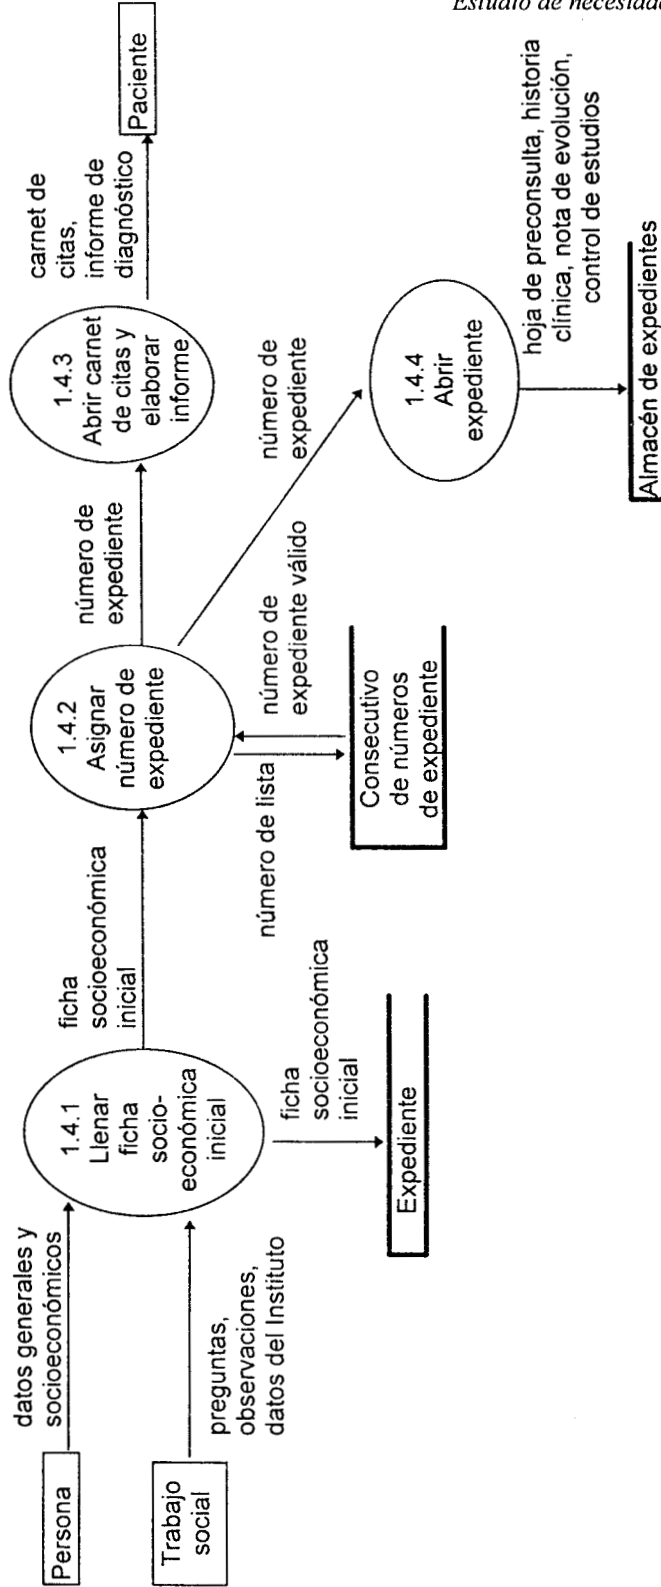 Estudio de necesidade
Persona
datos generales y
socioeconómicos
Trabajo
social
preguntas,
observaciones,
datos del Instituto
1.4.1
Llenar
ficha
socio-
económica
inicial
ficha
socioeconómica
inicial
Expediente
ficha
socioeconómica
inicial
1.4.2
Asignar
número de
expediente
número de lista
número de
expediente válido
Consecutivo
de números
de expediente
número de
expediente
1.4.3
Abrir carnet
de citas y
elaborar
informe
carnet de
citas,
informe de
diagnóstico
Paciente
número de
expediente
1.4.4
Abrir
expediente
hoja de preconsulta, historia
clínica, nota de evolución,
control de estudios
Almacén de expedientes